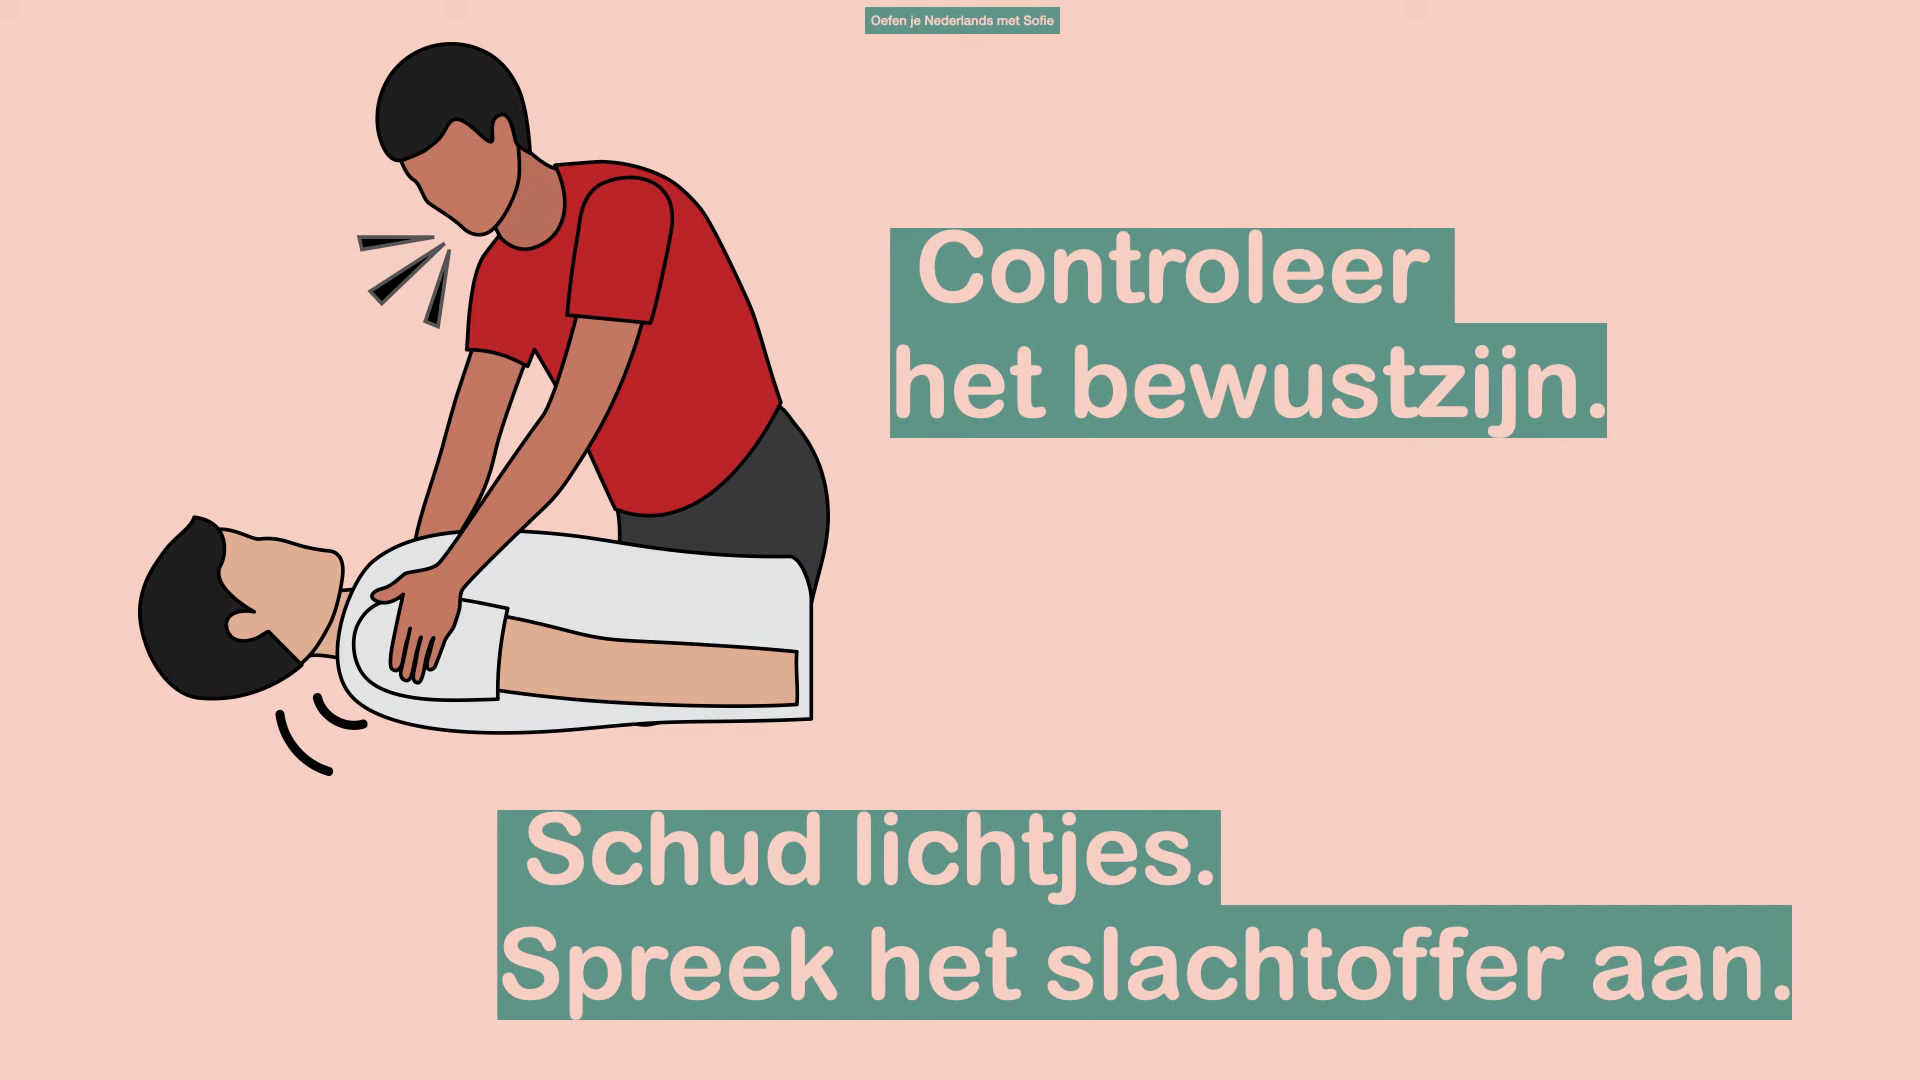 Oefen je Nederlands met Sofie
Controleer
het bewustzijn.
Schud lichtjes.
Spreek het slachtoffer aan.